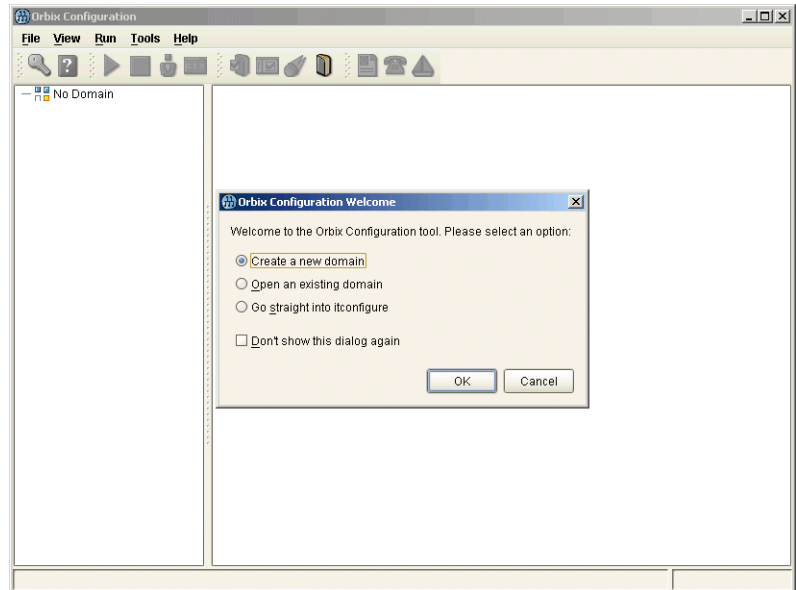 Orbix Configuration
File View Run Tools Help
No Domain
Orbix Configuration Welcome
Welcome to the Orbix Configuration tool. Please select an option:
Create a new domain
Open an existing domain
Go straight into itconfigure
Don't show this dialog again
OK Cancel